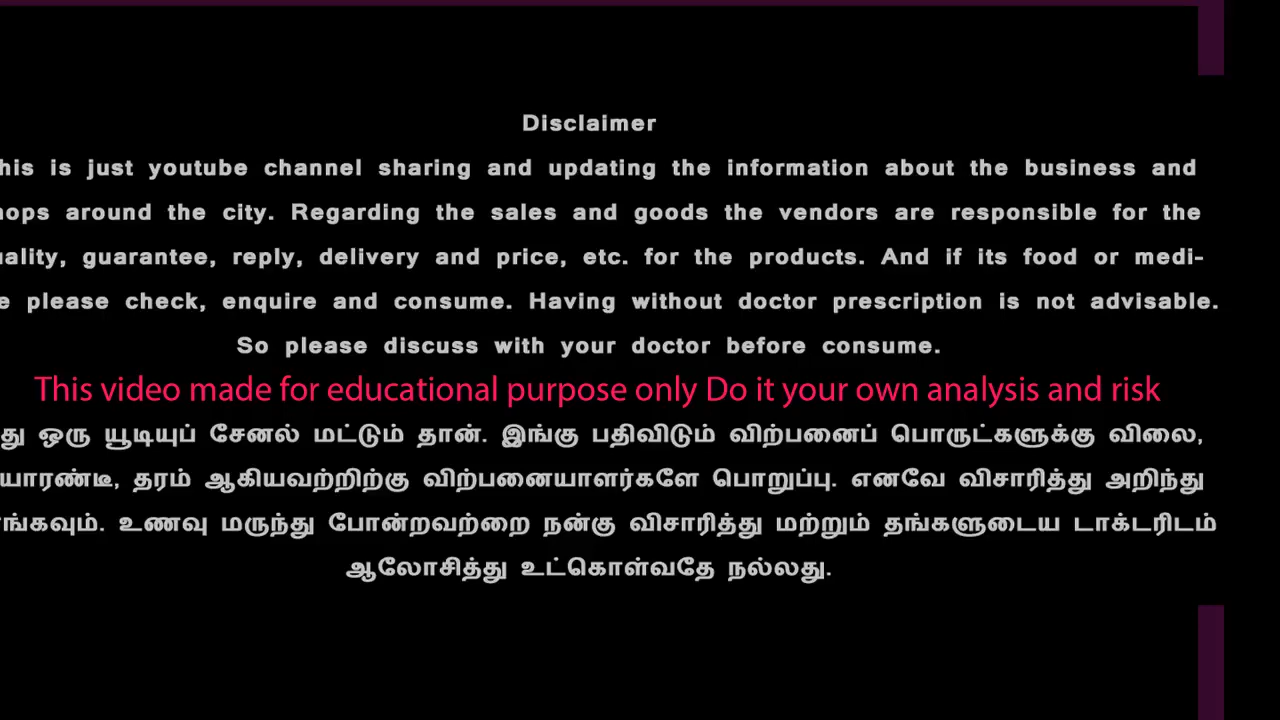 Disclaimer
his is just youtube channel sharing and updating the information about the business and
hops around the city. Regarding the sales and goods the vendors are responsible for the
uality, guarantee, reply, delivery and price, etc. for the products. And if its food or medi-
e please check, enquire and consume. Having without doctor prescription is not advisable.
So please discuss with your doctor before consume.
This video made for educational purpose only Do it your own analysis and risk
து ஒரு யூடியுப் சேனல் மட்டும் தான். இங்கு பதிவிடும் விற்பனைப் பொருட்களுக்கு விலை,
யாரண்டீ, தரம் ஆகியவற்றிற்கு விற்பனையாளர்களே பொறுப்பு. எனவே விசாரித்து அறிந்து
ங்கவும். உணவு மருந்து போன்றவற்றை நன்கு விசாரித்து மற்றும் தங்களுடைய டாக்டரிடம்
ஆலோசித்து உட்கொள்வதே நல்லது.